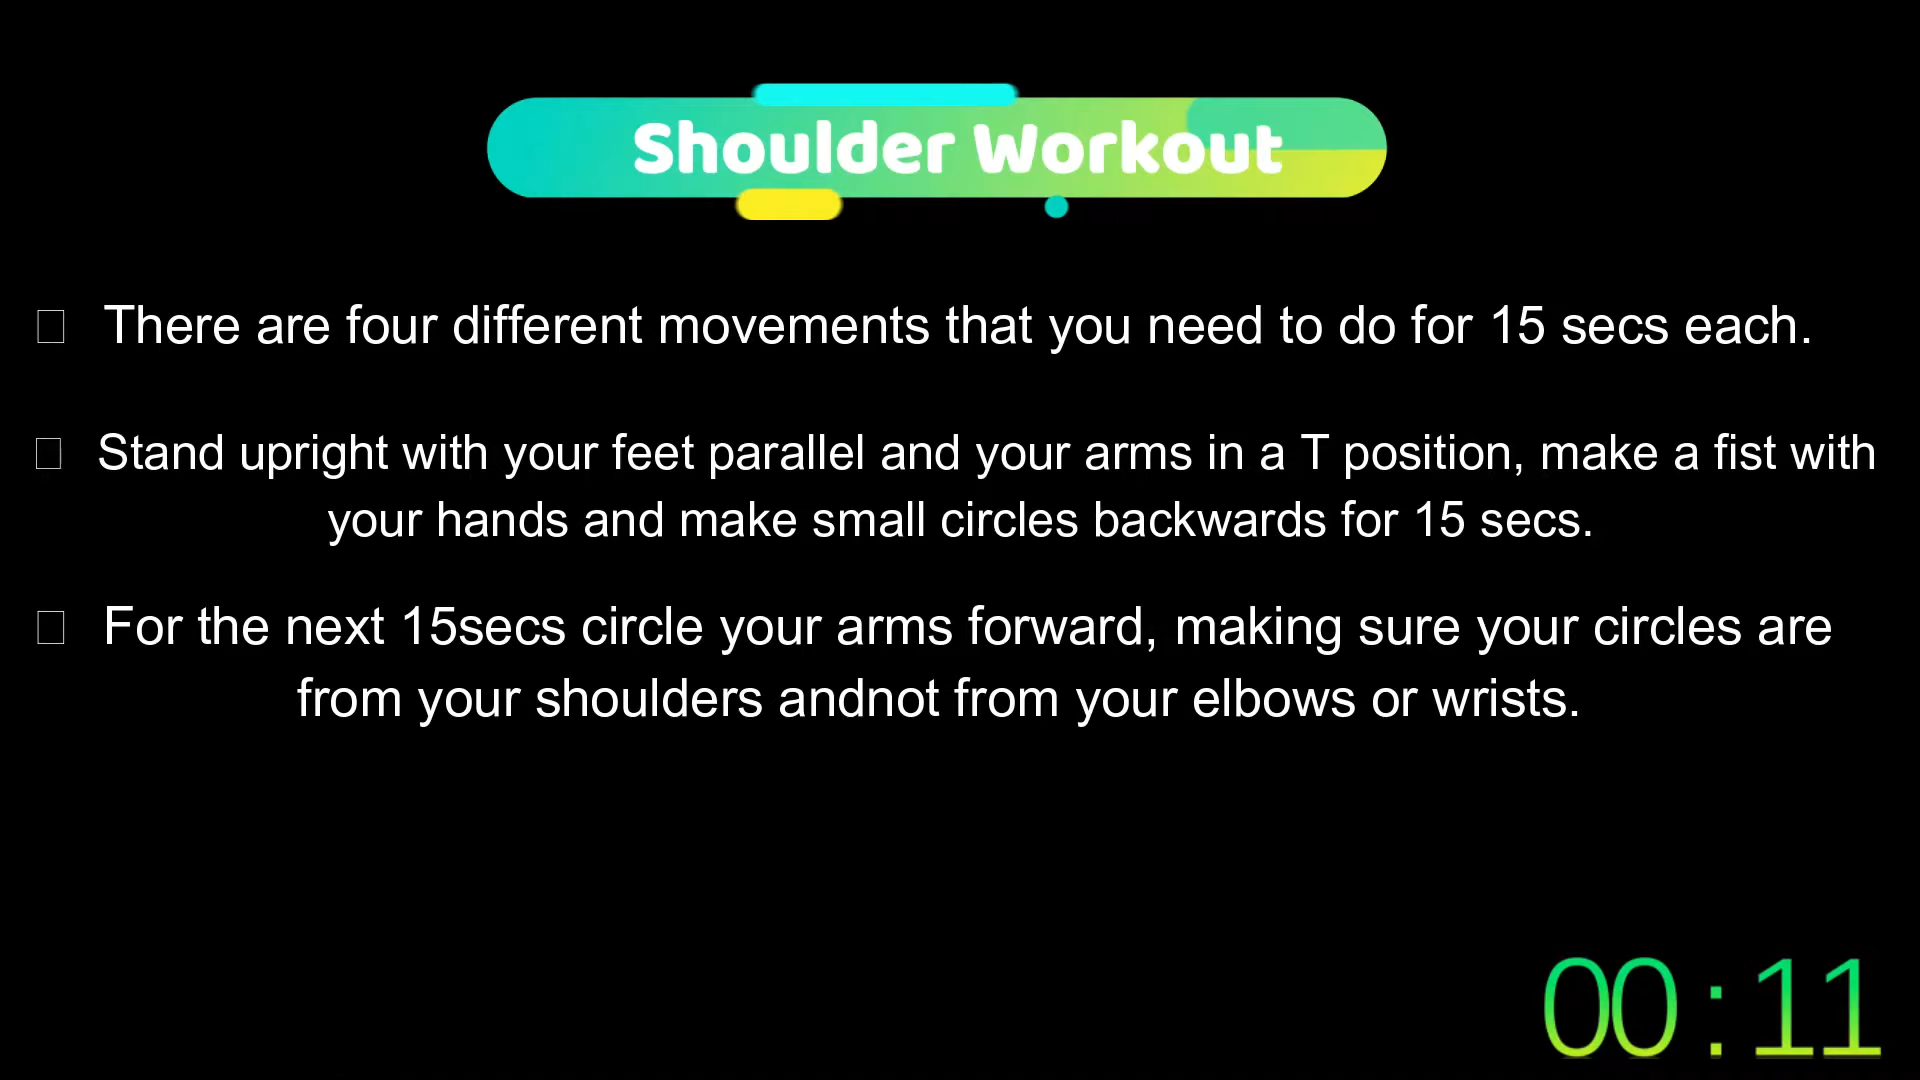 Shoulder Workout
There are four different movements that you need to do for 15 secs each.
Stand upright with your feet parallel and your arms in a T position, make a fist with
your hands and make small circles backwards for 15 secs.
For the next 15secs circle your arms forward, making sure your circles are
from your shoulders andnot from your elbows or wrists.
00:11